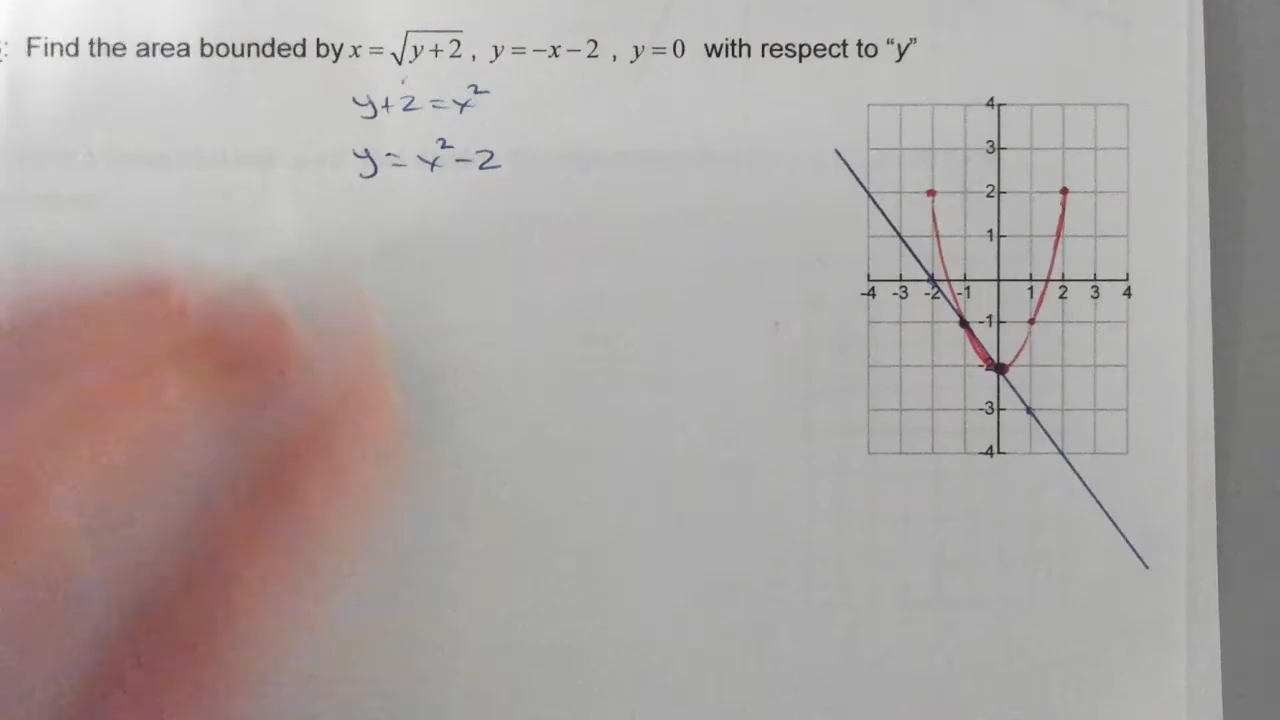 : Find the area bounded by x = √y+2 , y = −x − 2 , y = 0 with respect to “y”
y+2 = x²
y = x² - 2
4
3
2
1
-4 -3 -2 -1 1 2 3 4
-1
-2
-3
-4